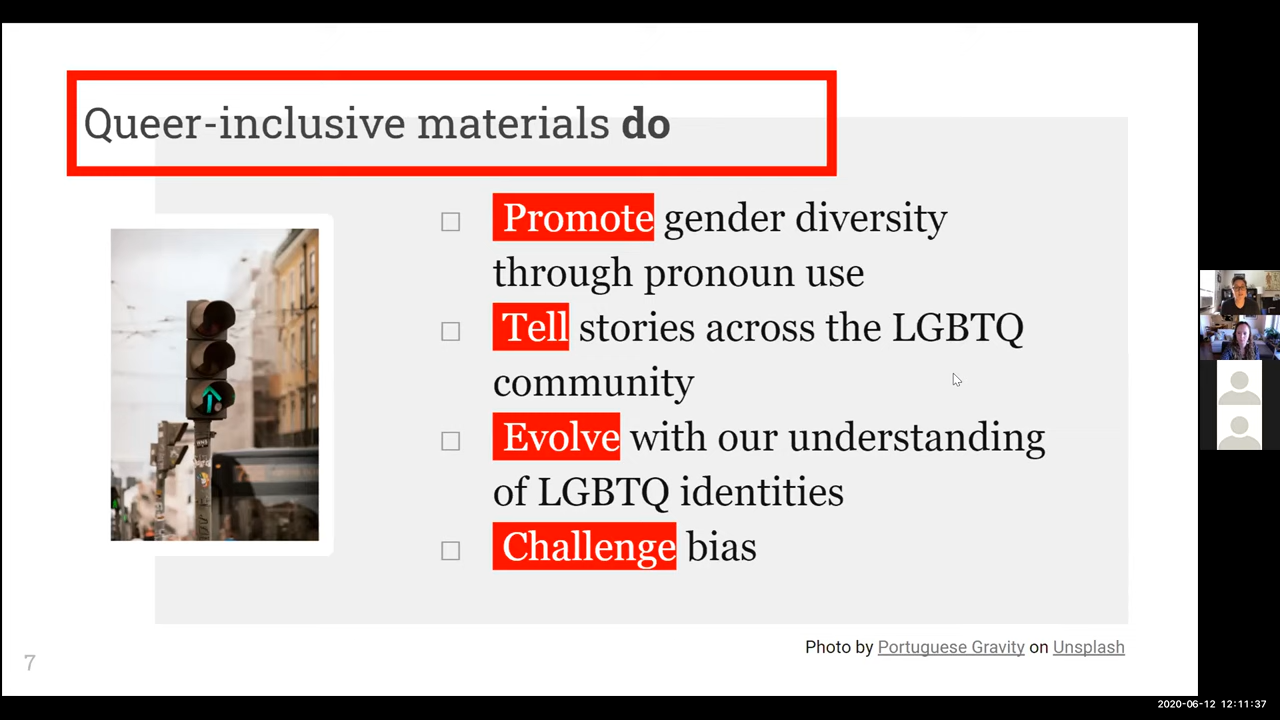 Queer-inclusive materials do
Promote gender diversity
through pronoun use
Tell stories across the LGBTQ
community
Evolve with our understanding
of LGBTQ identities
Challenge bias
Photo by Portuguese Gravity on Unsplash
7
2020-06-12 12:11:37